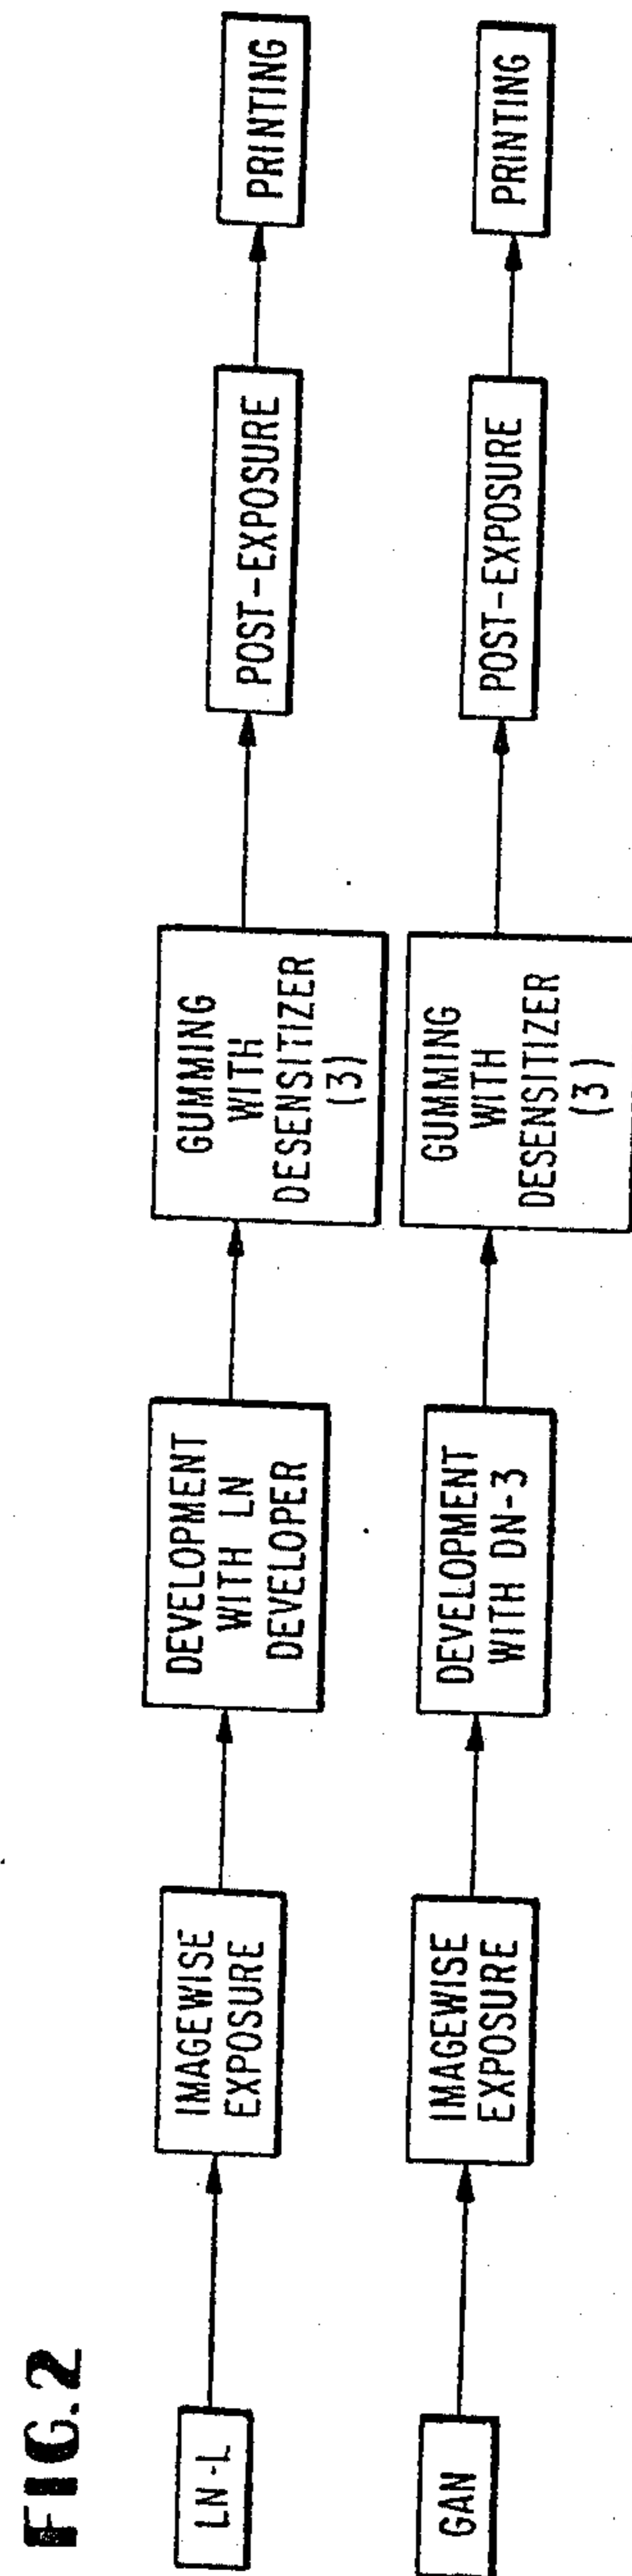 FIG. 2
LN-L
IMAGEWISE
EXPOSURE
DEVELOPMENT
WITH LN
DEVELOPER
GUMMING
WITH
DESENSITIZER
(3)
POST-EXPOSURE
PRINTING
GAN
IMAGEWISE
EXPOSURE
DEVELOPMENT
WITH DN-3
GUMMING
WITH
DESENSITIZER
(3)
POST-EXPOSURE
PRINTING